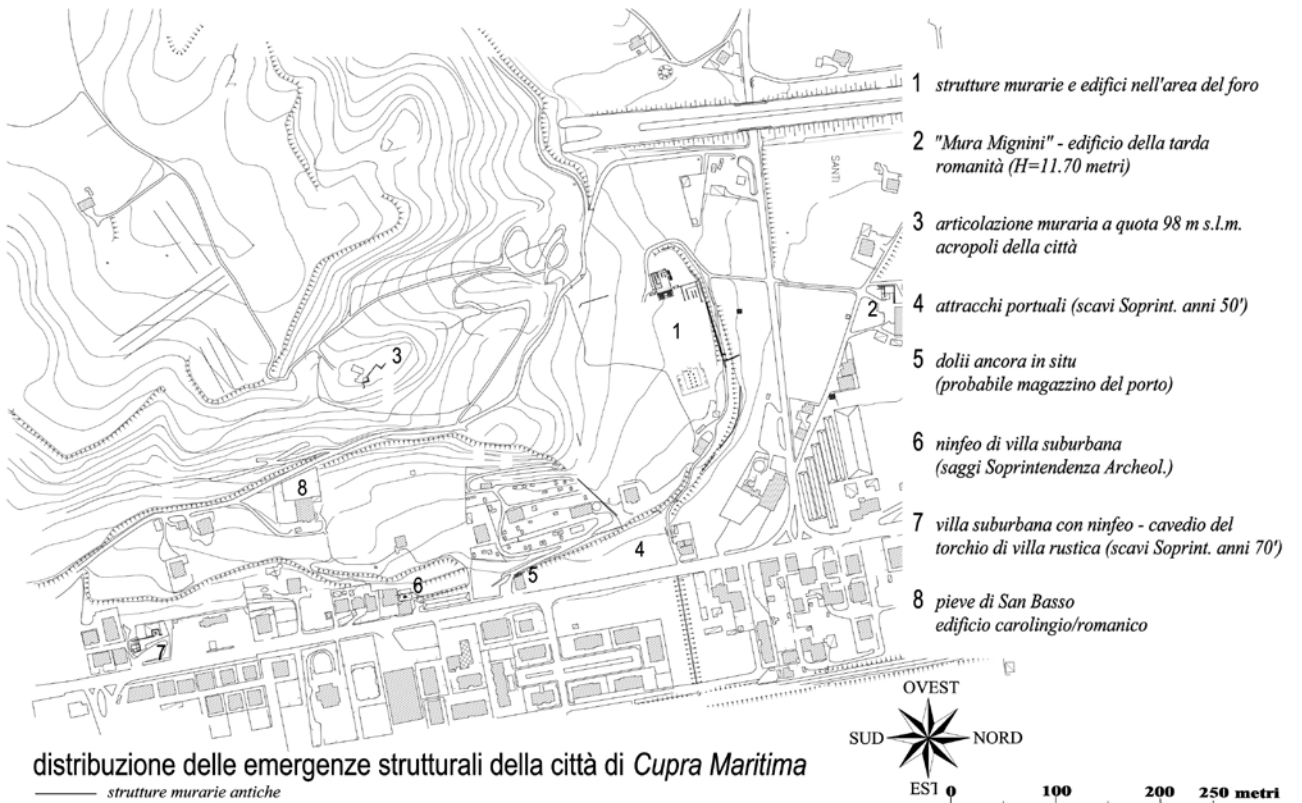 1 strutture murarie e edifici nell'area del foro
2 "Mura Mignini" - edificio della tarda
romanità (H=11.70 metri)
3 articolazione muraria a quota 98 m s.l.m.
acropoli della città
4 attracchi portuali (scavi Soprint. anni 50')
5 dolii ancora in situ
(probabile magazzino del porto)
6 ninfeo di villa suburbana
(saggi Soprintendenza Archeol.)
7 villa suburbana con ninfeo - cavedio del
torchio di villa rustica (scavi Soprint. anni 70')
8 pieve di San Basso
edificio carolingio/romanico
SANTI
2
1
3
8
4
5
6
7
OVEST
SUD NORD
EST
0 100 200 250 metri
distribuzione delle emergenze strutturali della città di Cupra Maritima
strutture murarie antiche